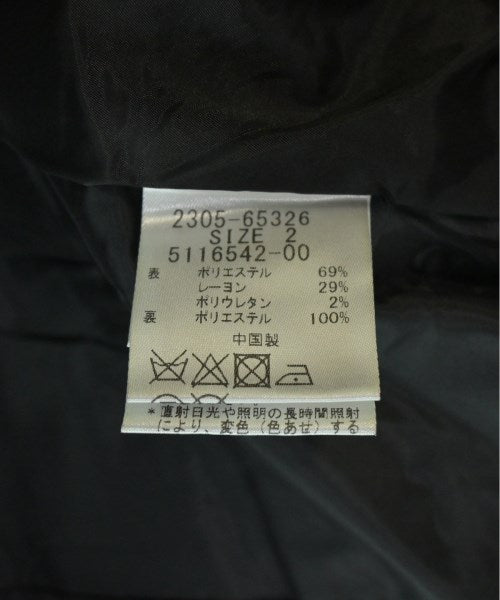 2305-65326
SIZE 2
5116542-00
表 ポリエステル 69%
レーヨン 29%
ポリウレタン 2%
裏 ポリエステル 100%
中国製
*直射日光や照明の長時間照射
により、変色(色あせ)する